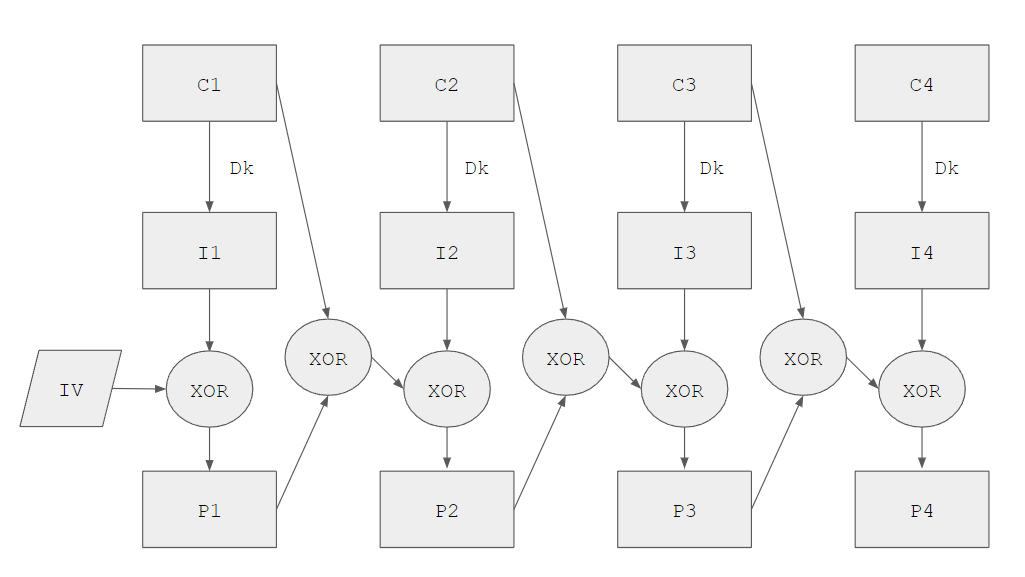 C1 C2 C3 C4
Dk Dk Dk Dk
I1 I2 I3 I4
XOR XOR XOR
IV XOR XOR XOR XOR
P1 P2 P3 P4